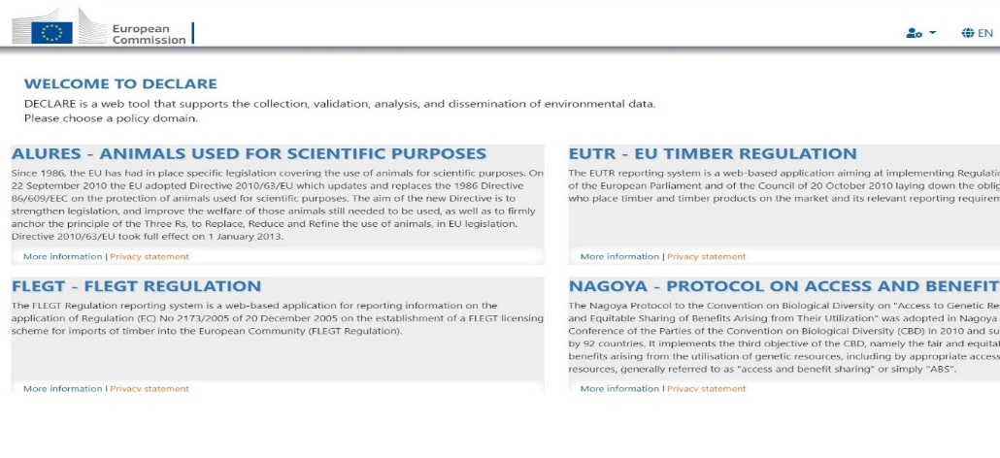 European
Commission
EN
WELCOME TO DECLARE
DECLARE is a web tool that supports the collection, validation, analysis, and dissemination of environmental data.
Please choose a policy domain.
ALURES - ANIMALS USED FOR SCIENTIFIC PURPOSES
Since 1986, the EU has had in place specific legislation covering the use of animals for scientific purposes. On
22 September 2010 the EU adopted Directive 2010/63/EU which updates and replaces the 1986 Directive
86/609/EEC on the protection of animals used for scientific purposes. The aim of the new Directive is to
strengthen legislation, and improve the welfare of those animals still needed to be used, as well as to firmly
anchor the principle of the Three Rs, to Replace, Reduce and Refine the use of animals, in EU legislation.
Directive 2010/63/EU took full effect on 1 January 2013.
More information | Privacy statement
EUTR - EU TIMBER REGULATION
The EUTR reporting system is a web-based application aiming at implementing Regulatio
of the European Parliament and of the Council of 20 October 2010 laying down the oblig
who place timber and timber products on the market and its relevant reporting requirem
More information | Privacy statement
FLEGT - FLEGT REGULATION
The FLEGT Regulation reporting system is a web-based application for reporting information on the
application of Regulation (EC) No 2173/2005 of 20 December 2005 on the establishment of a FLEGT licensing
scheme for imports of timber into the European Community (FLEGT Regulation).
More information | Privacy statement
NAGOYA - PROTOCOL ON ACCESS AND BENEFIT
The Nagoya Protocol to the Convention on Biological Diversity on "Access to Genetic Res
and Equitable Sharing of Benefits Arising from Their Utilization" was adopted in Nagoya
Conference of the Parties of the Convention on Biological Diversity (CBD) in 2010 and su
by 92 countries. It implements the third objective of the CBD, namely the fair and equitab
benefits arising from the utilisation of genetic resources, including by appropriate access
resources, generally referred to as "access and benefit sharing" or simply "ABS".
More information | Privacy statement